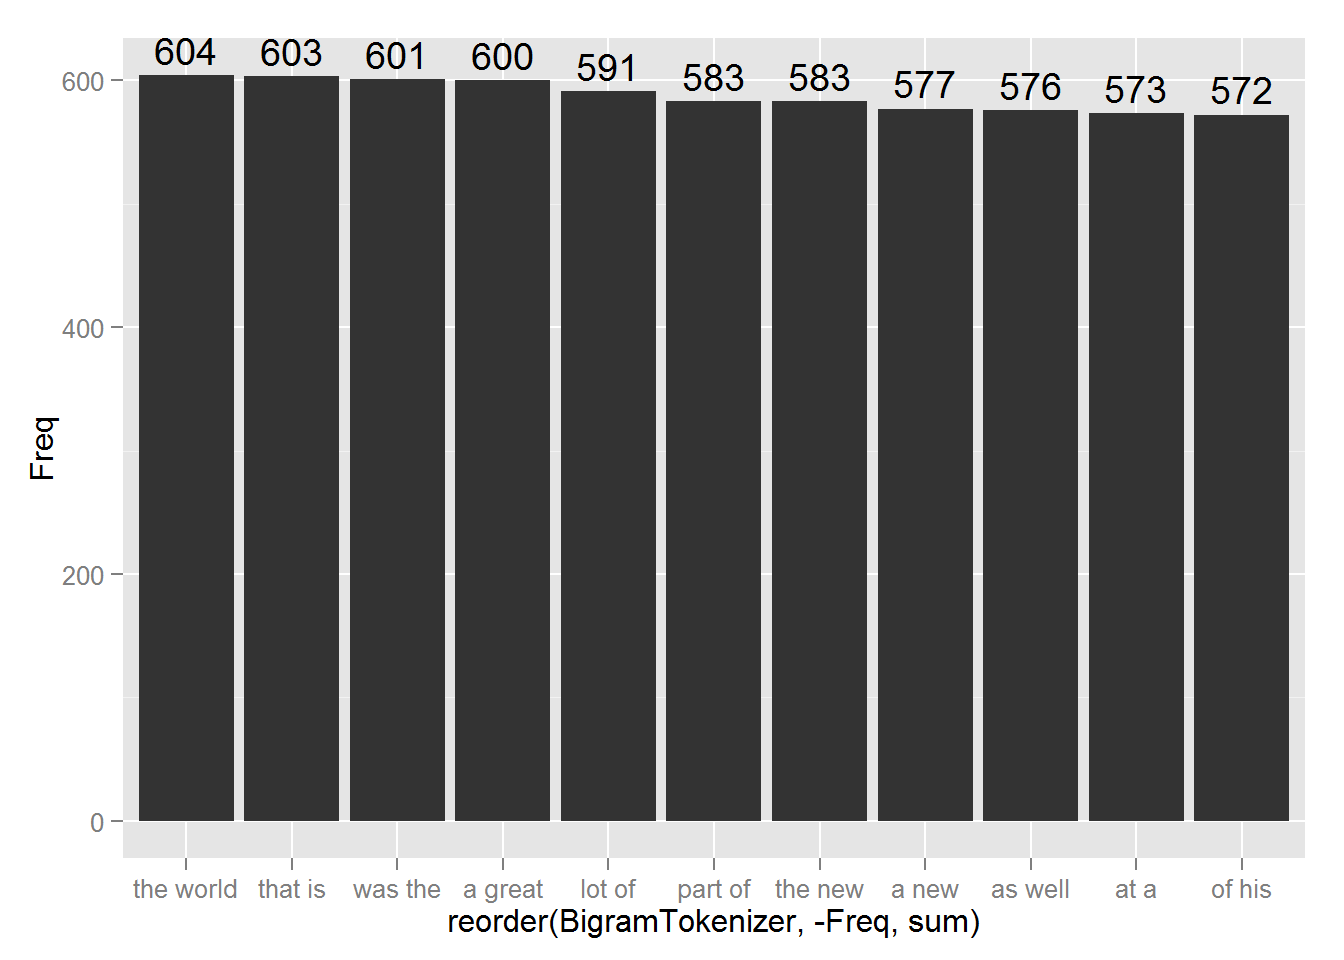 604 603 601 600 591 583 583 577 576 573 572
600
400
200
0
Freq
the world that is was the a great lot of part of the new a new as well at a of his
reorder(BigramTokenizer, -Freq, sum)